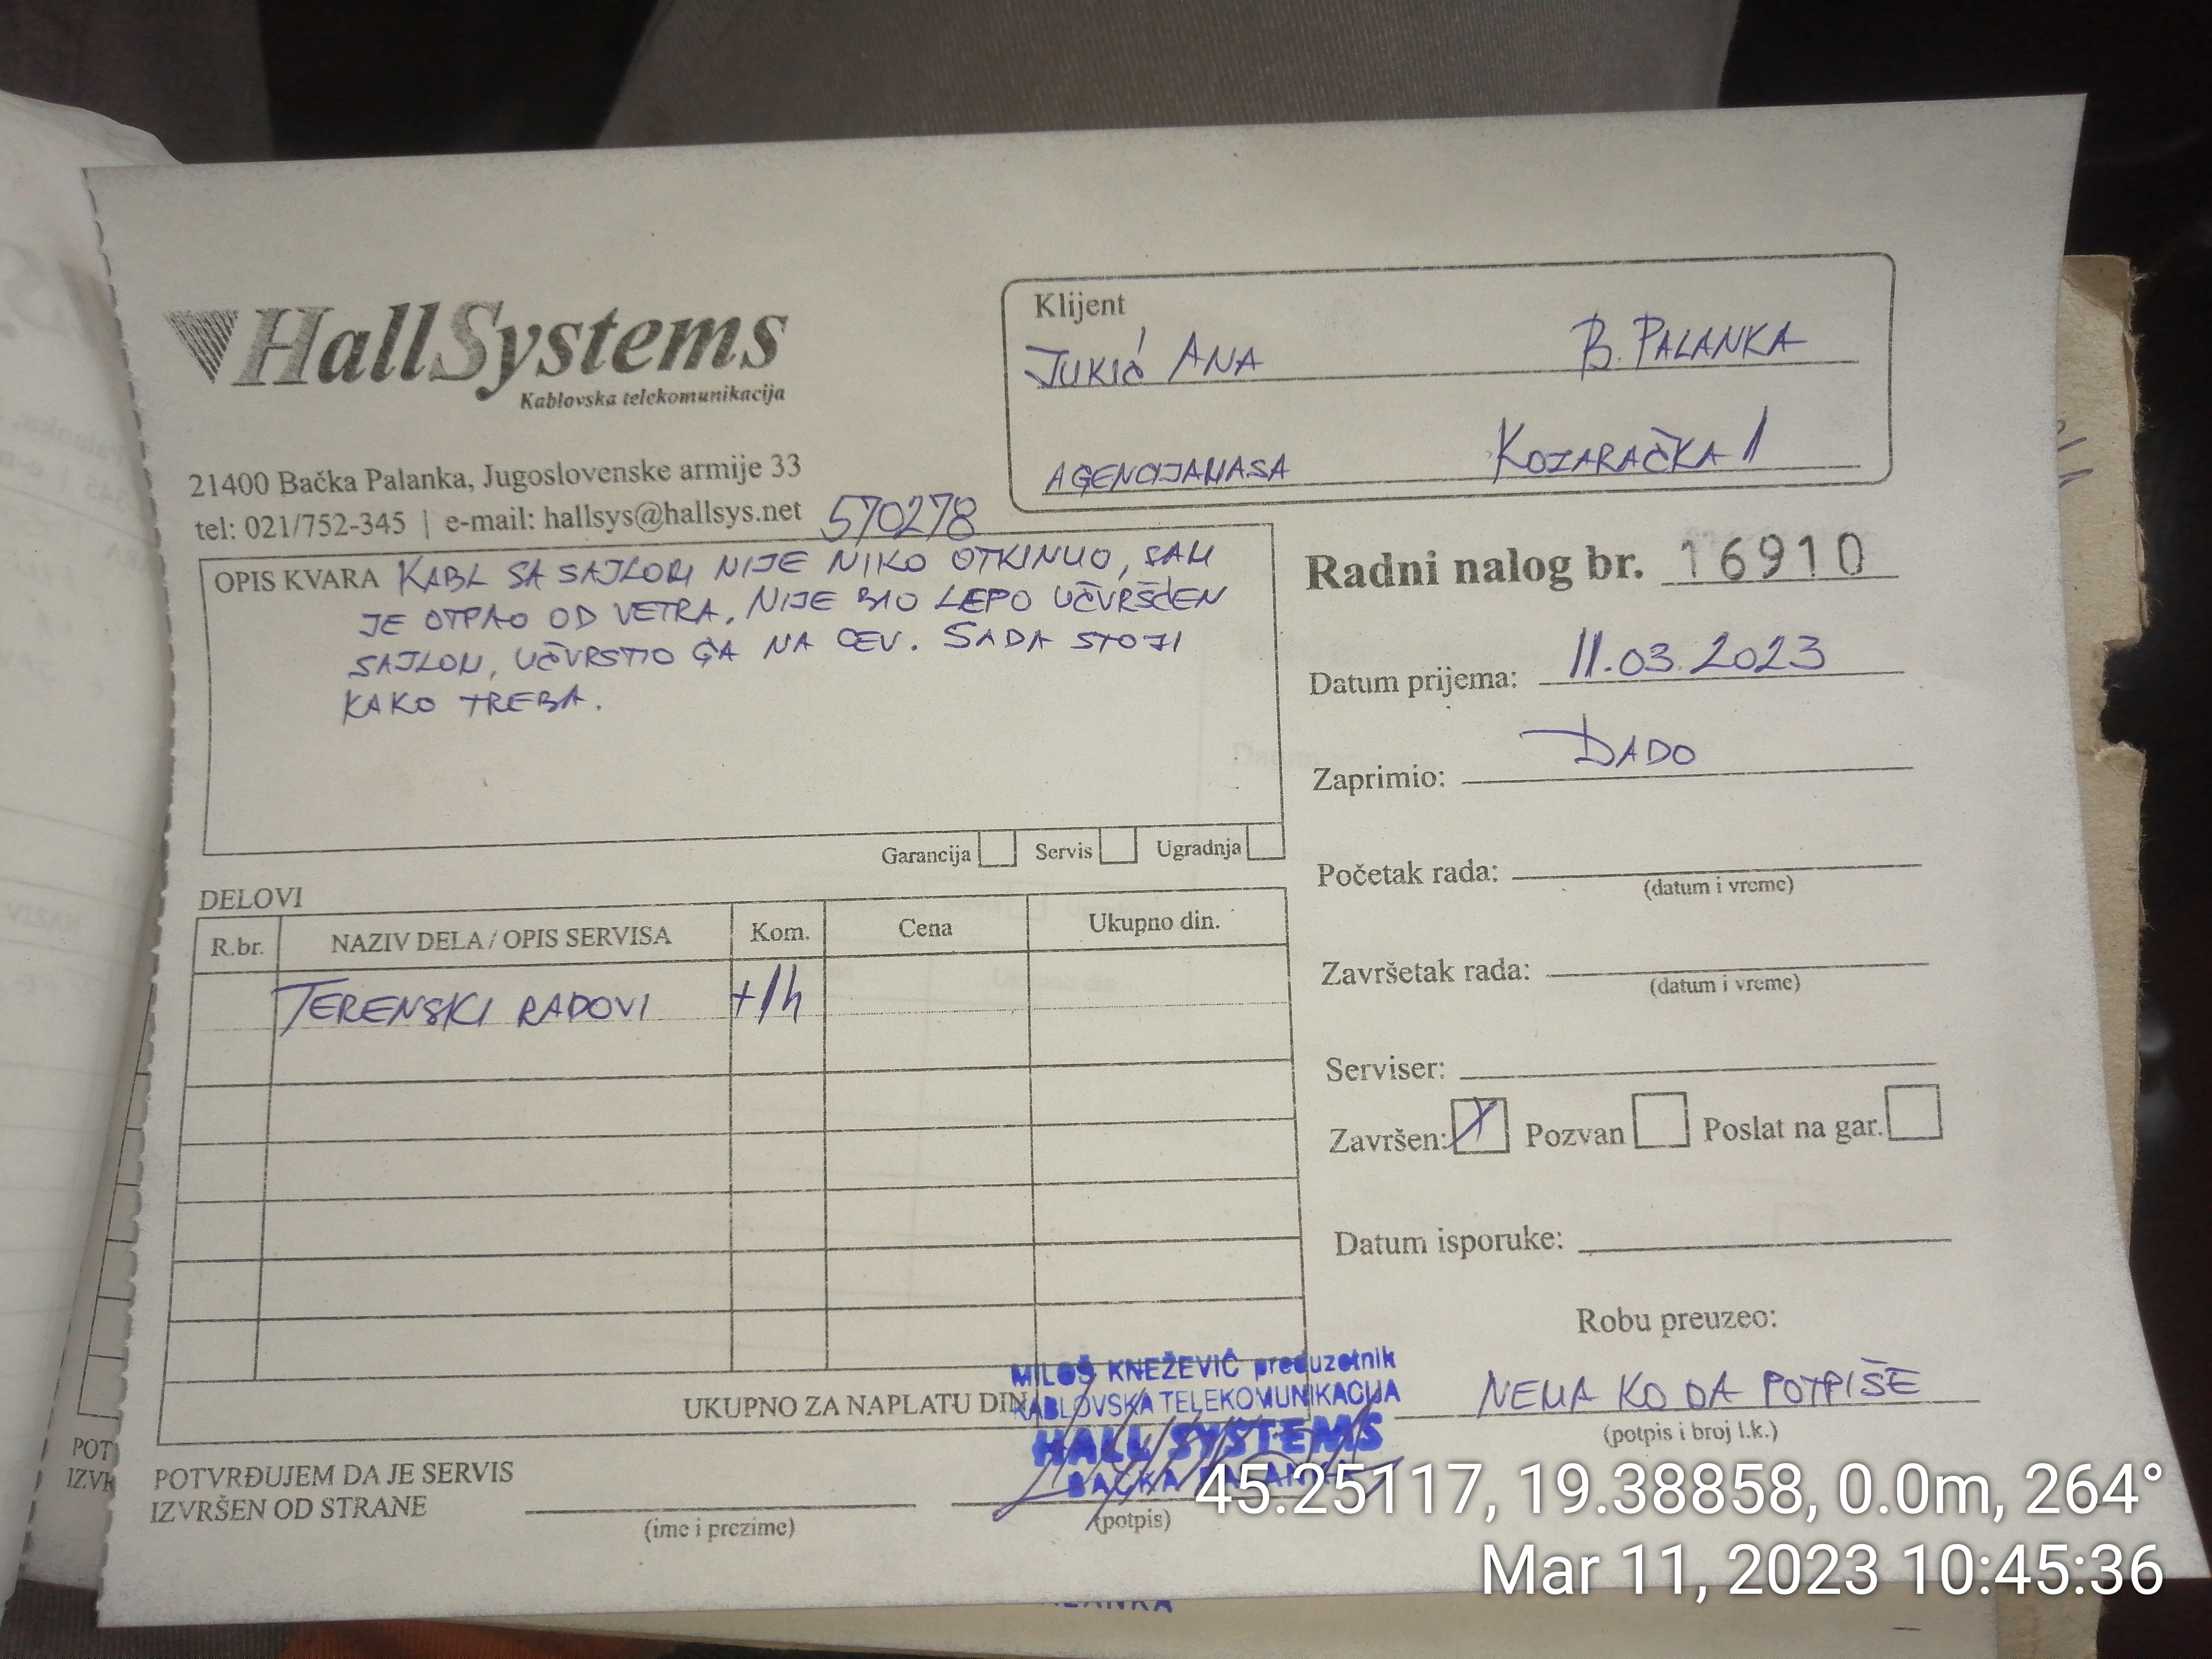 HallSystems
Kablovska telekomunikacija
21400 Bačka Palanka, Jugoslovenske armije 33
tel: 021/752-345 | e-mail: hallsys@hallsys.net
570278
Klijent
JUKIĆ ANA B. PALANKA
AGENCIJANASA KOZARAČKA 1
OPIS KVARA KABL SA SAJLOM NIJE NIKO OTKINUO, SAM
JE OTPAO OD VETRA. NIJE BIO LEPO UČVRŠĆEN
SAJLOM, UČVRSTIO GA NA CEV. SADA STOJI
KAKO TREBA.
Garancija Servis Ugradnja
Radni nalog br. 16910
Datum prijema: 11.03.2023
Zaprimio: DADO
Početak rada:
(datum i vreme)
Završetak rada:
(datum i vreme)
Serviser:
Završen: X Pozvan Poslat na gar.
Datum isporuke:
Robu preuzeo:
NEMA KO DA POTPIŠE
(potpis i broj l.k.)
DELOVI
R.br. NAZIV DELA / OPIS SERVISA Kom. Cena Ukupno din.
TERENSKI RADOVI +1h
UKUPNO ZA NAPLATU DIN
MILOŠ KNEŽEVIĆ preduzetnik
KABLOVSKA TELEKOMUNIKACIJA
HALL SYSTEMS
BAČKA PALANKA
POTVRĐUJEM DA JE SERVIS
IZVRŠEN OD STRANE
(ime i prezime) (potpis)
45.25117, 19.38858, 0.0m, 264°
Mar 11, 2023 10:45:36